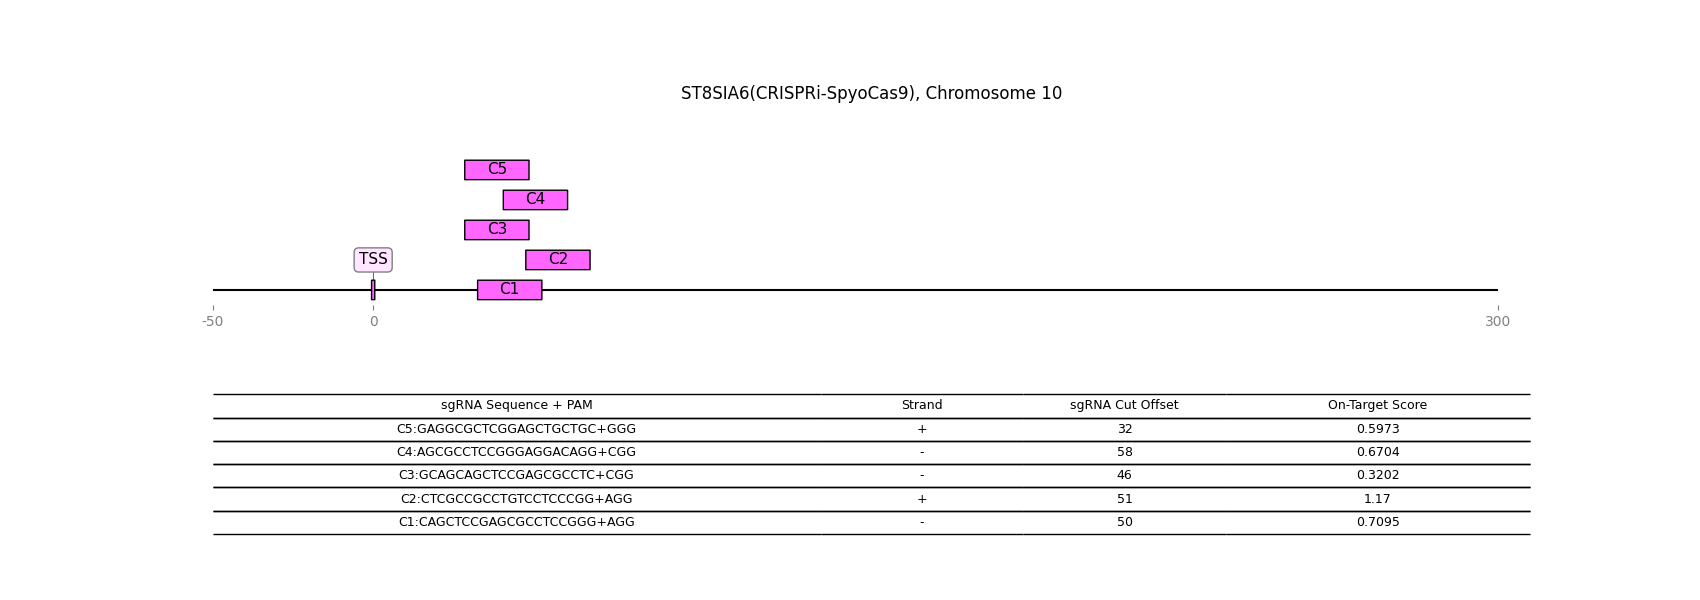 ST8SIA6(CRISPRi-SpyoCas9), Chromosome 10
C5
C4
C3
TSS C2
C1
-50 0 300
sgRNA Sequence + PAM Strand sgRNA Cut Offset On-Target Score
C5:GAGGCGCTCGGAGCTGCTGC+GGG + 32 0.5973
C4:AGCGCCTCCGGGAGGACAGG+CGG - 58 0.6704
C3:GCAGCAGCTCCGAGCGCCTC+CGG - 46 0.3202
C2:CTCGCCGCCTGTCCTCCCGG+AGG + 51 1.17
C1:CAGCTCCGAGCGCCTCCGGG+AGG - 50 0.7095